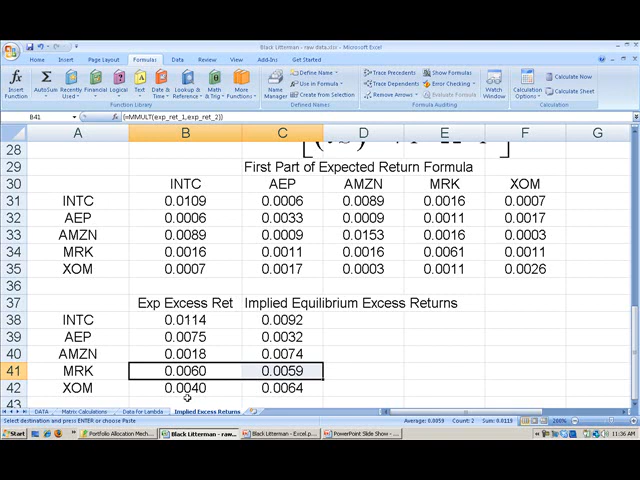 Black Litterman - raw data.xlsx - Microsoft Excel
Home Insert Page Layout Formulas Data Review View Add-Ins Get Started
Insert Function AutoSum Recently Used Financial Logical Text Date & Time Lookup & Reference Math & Trig More Functions Name Manager Define Name Use in Formula Create from Selection Trace Precedents Trace Dependents Remove Arrows Show Formulas Error Checking Evaluate Formula Watch Window Calculation Options Calculate Now Calculate Sheet
Function Library Defined Names Formula Auditing Calculation
B41 {=MMULT(exp_ret_1,exp_ret_2)}
A B C D E F G
28
29 First Part of Expected Return Formula
30 INTC AEP AMZN MRK XOM
31 INTC 0.0109 0.0006 0.0089 0.0016 0.0007
32 AEP 0.0006 0.0033 0.0009 0.0011 0.0017
33 AMZN 0.0089 0.0009 0.0153 0.0016 0.0003
34 MRK 0.0016 0.0011 0.0016 0.0061 0.0011
35 XOM 0.0007 0.0017 0.0003 0.0011 0.0026
36
37 Exp Excess Ret Implied Equilibrium Excess Returns
38 INTC 0.0114 0.0092
39 AEP 0.0075 0.0032
40 AMZN 0.0018 0.0074
41 MRK 0.0060 0.0059
42 XOM 0.0040 0.0064
43
DATA Matrix Calculations Data for Lambda Implied Excess Returns
Select destination and press ENTER or choose Paste Average: 0.0059 Count: 2 Sum: 0.0119 200%
start Portfolio Allocation Mech... Black Litterman - raw... Black Litterman - Excel.p... PowerPoint Slide Show - ... 11:36 AM